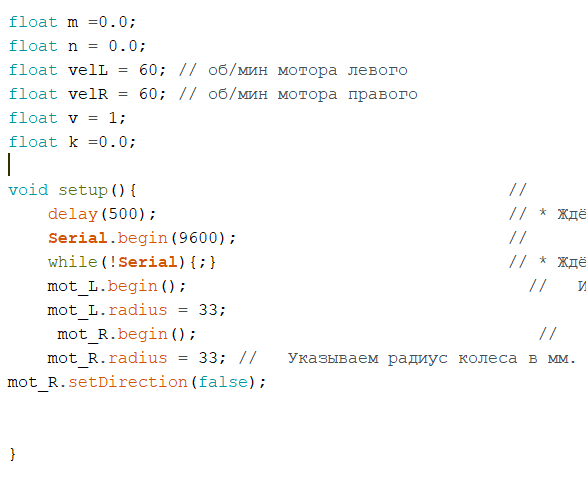 float m =0.0;
float n = 0.0;
float velL = 60; // об/мин мотора левого
float velR = 60; // об/мин мотора правого
float v = 1;
float k =0.0;
void setup(){ //
delay(500); // * Ждё
Serial.begin(9600); //
while(!Serial){;} // * Ждё
mot_L.begin(); // И
mot_L.radius = 33;
mot_R.begin(); //
mot_R.radius = 33; // Указываем радиус колеса в мм.
mot_R.setDirection(false);
}